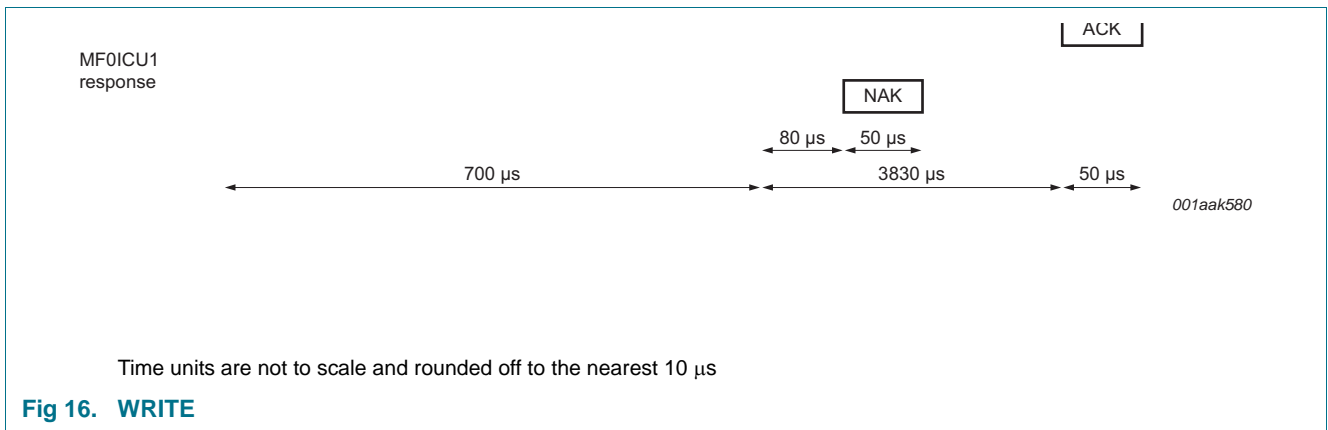 ACK
MF0ICU1
response
NAK
80 µs 50 µs
700 µs 3830 µs 50 µs
001aak580
Time units are not to scale and rounded off to the nearest 10 µs
Fig 16. WRITE